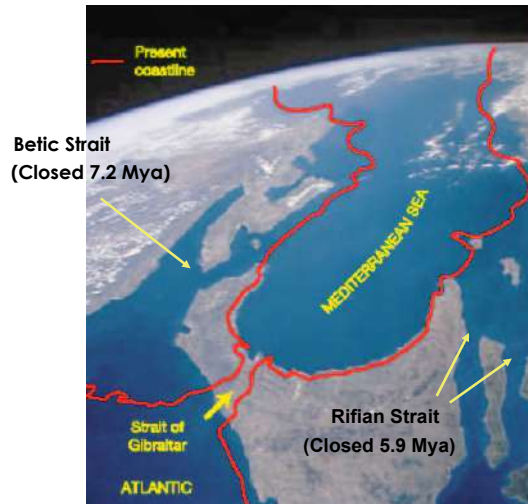 Present
coastline
Betic Strait
(Closed 7.2 Mya)
MEDITERRANEAN SEA
Rifian Strait
(Closed 5.9 Mya)
Strait of
Gibraltar
ATLANTIC